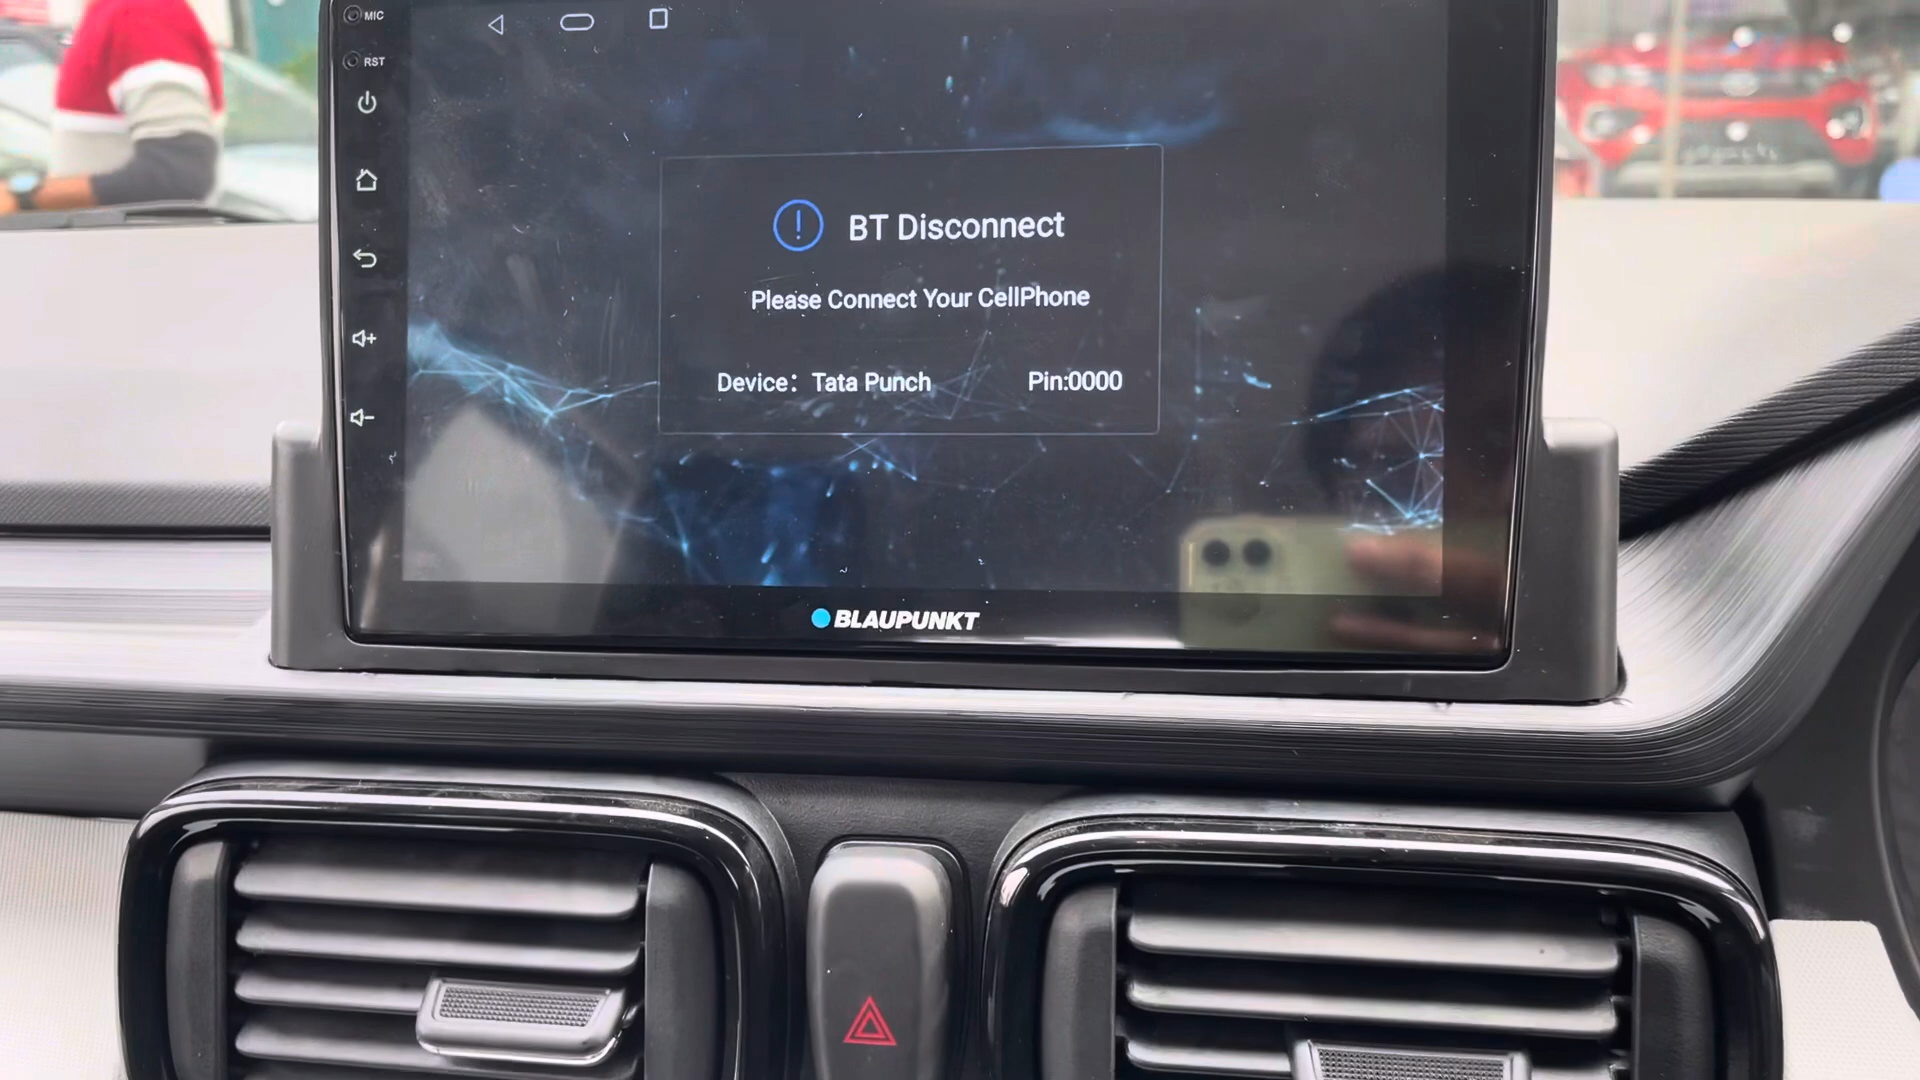 MIC
RST
BT Disconnect
Please Connect Your CellPhone
Device: Tata Punch Pin:0000
BLAUPUNKT